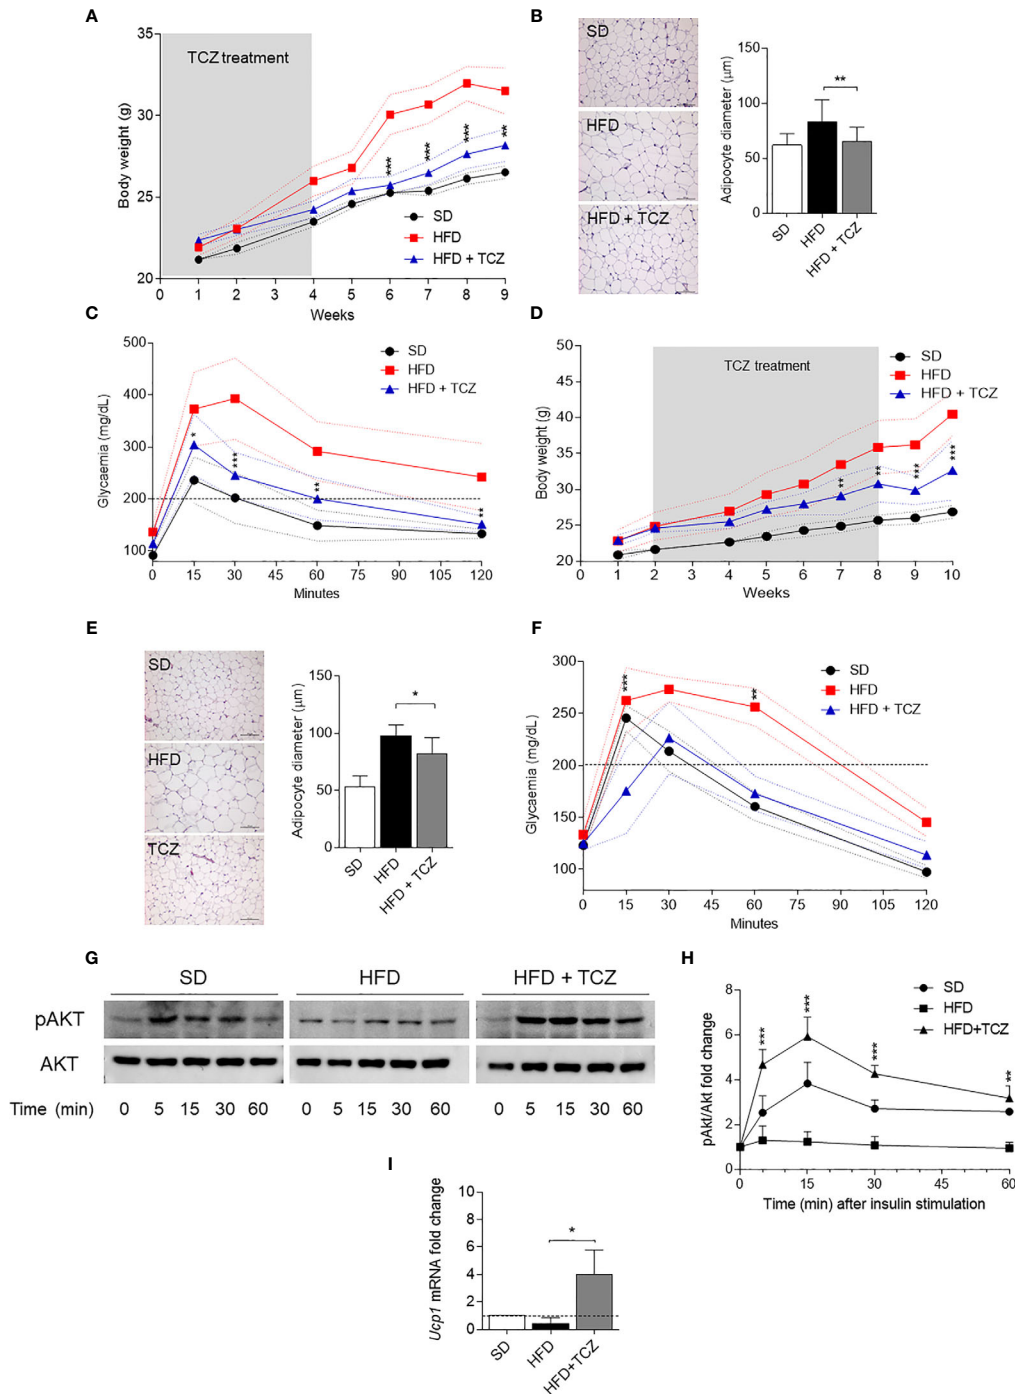 A
35
30
25
20
Body weight (g)
TCZ treatment
***
***
***
**
SD
HFD
HFD + TCZ
0 1 2 3 4 5 6 7 8 9
Weeks
B
SD
HFD
HFD + TCZ
150
100
50
0
Adipocyte diameter (µm)
**
SD
HFD
HFD + TCZ
C
500
400
300
200
100
Glycaemia (mg/dL)
SD
HFD
HFD + TCZ
*
***
**
**
0 15 30 45 60 75 90 105 120
Minutes
D
50
45
40
35
30
25
20
Body weight (g)
TCZ treatment
SD
HFD
HFD + TCZ
**
**
***
***
0 1 2 3 4 5 6 7 8 9 10
Weeks
E
SD
HFD
TCZ
150
100
50
0
Adipocyte diameter (µm)
*
SD
HFD
HFD + TCZ
F
300
250
200
150
100
Glycaemia (mg/dL)
***
**
SD
HFD
HFD + TCZ
0 15 30 45 60 75 90 105 120
Minutes
G
SD HFD HFD + TCZ
pAKT
AKT
Time (min) 0 5 15 30 60 0 5 15 30 60 0 5 15 30 60
H
8
6
4
2
0
pAkt/Akt fold change
***
***
***
**
SD
HFD
HFD+TCZ
0 15 30 45 60
Time (min) after insulin stimulation
I
10
8
6
4
2
0
Ucp1 mRNA fold change
*
SD
HFD
HFD+TCZ